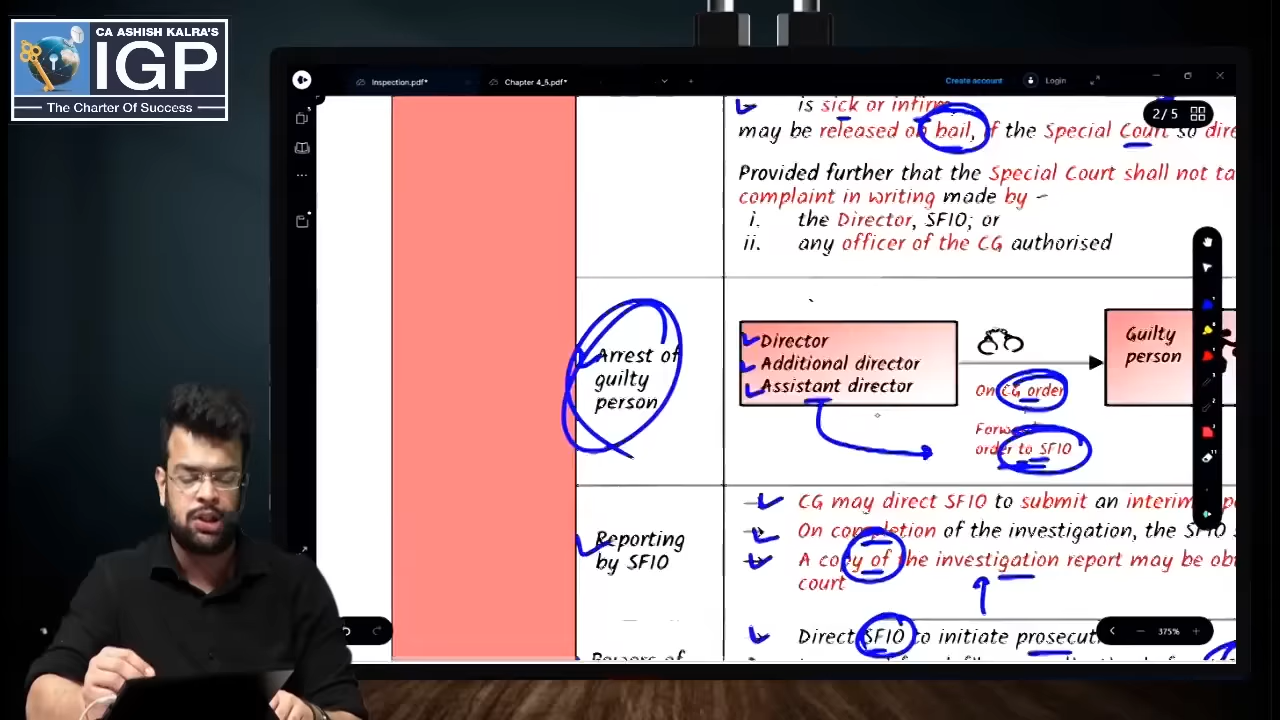 CA ASHISH KALRA'S
IGP
The Charter Of Success
Inspection.pdf*
Chapter 4_5.pdf*
Create account
Login
2/5
is sick or infirm
may be released on bail, if the Special Court so dire
Provided further that the Special Court shall not ta
complaint in writing made by -
i. the Director, SFIO; or
ii. any officer of the CG authorised
Arrest of
guilty
person
Director
Additional director
Assistant director
On CG order
order to SFIO
Guilty
person
Reporting
by SFIO
CG may direct SFIO to submit an interim
On completion of the investigation, the SFIO
A copy of the investigation report may be ob
court
Direct SFIO to initiate
375%